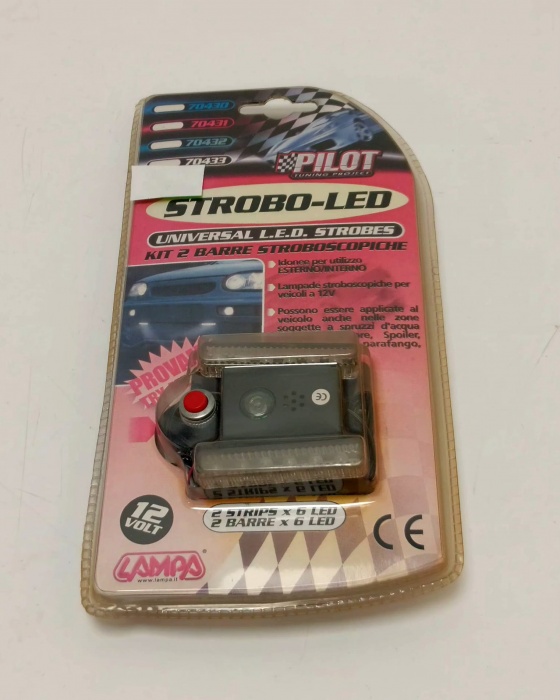 70430
70431
70432
70433
PILOT
TUNING PROJECT
STROBO-LED
UNIVERSAL L.E.D. STROBES
KIT 2 BARRE STROBOSCOPICHE
Idonee per utilizzo
ESTERNO/INTERNO
Lampade stroboscopiche per
veicoli a 12V
Possono essere applicate al
veicolo anche nelle zone
soggette a spruzzi d'acqua
Spoiler,
parafango,
PROVA
TRY
CE
12
VOLT
2 STRIPS x 6 LED
2 BARRE x 6 LED
CE
LAMPA
www.lampa.it